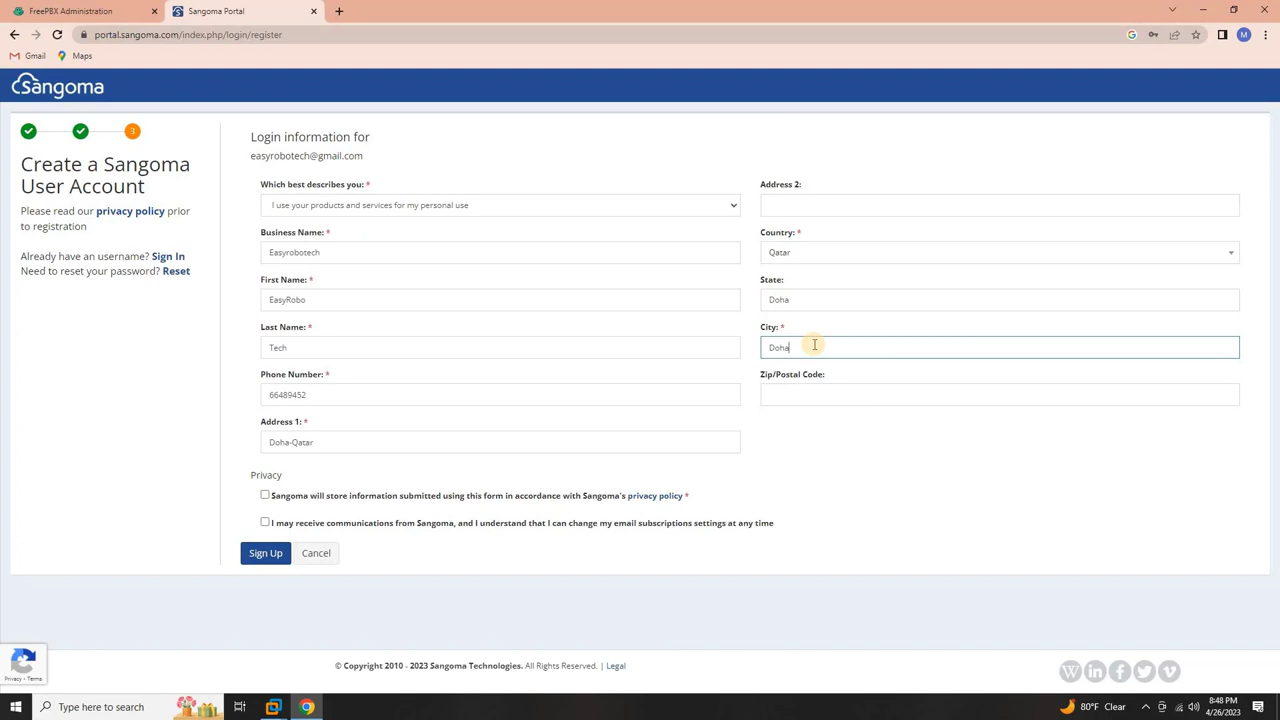 FreePBX Administration
Sangoma Portal
portal.sangoma.com/index.php/login/register
M
Gmail
Maps
Sangoma
3
Create a Sangoma
User Account
Please read our privacy policy prior
to registration
Already have an username? Sign In
Need to reset your password? Reset
Login information for
easyrobotech@gmail.com
Which best describes you: *
I use your products and services for my personal use
Business Name: *
Easyrobotech
First Name: *
EasyRobo
Last Name: *
Tech
Phone Number: *
66489452
Address 1: *
Doha-Qatar
Address 2:
Country: *
Qatar
State:
Doha
City: *
Doha
Zip/Postal Code:
Privacy
Sangoma will store information submitted using this form in accordance with Sangoma's privacy policy *
I may receive communications from Sangoma, and I understand that I can change my email subscriptions settings at any time
Sign Up
Cancel
Privacy - Terms
© Copyright 2010 - 2023 Sangoma Technologies. All Rights Reserved. | Legal
Type here to search
80°F Clear
8:48 PM
4/26/2023